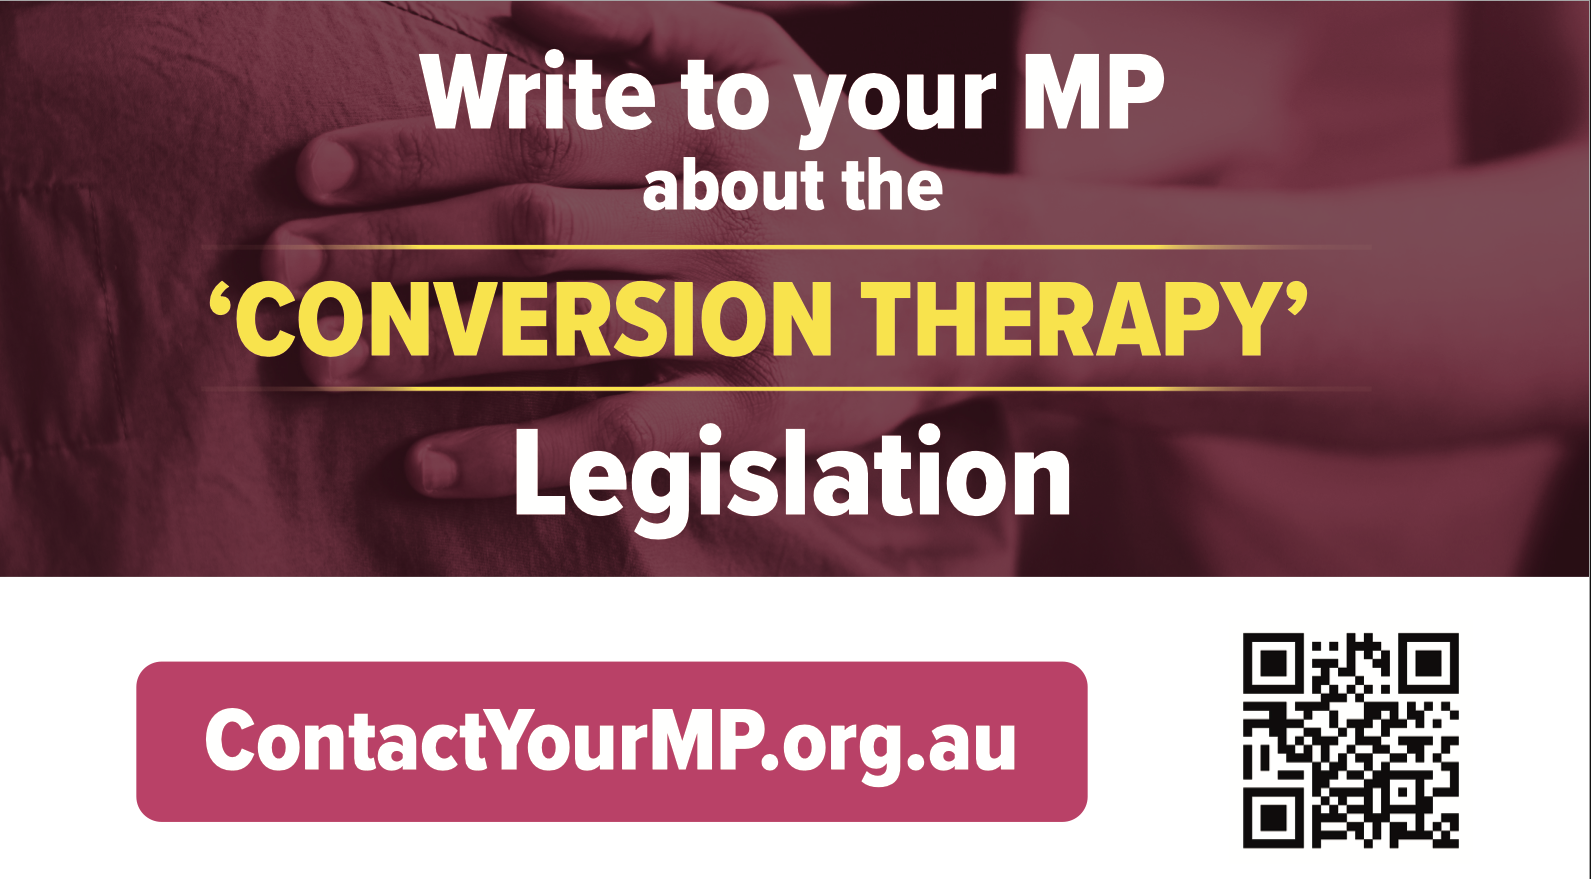 Write to your MP
about the
‘CONVERSION THERAPY’
Legislation
ContactYourMP.org.au